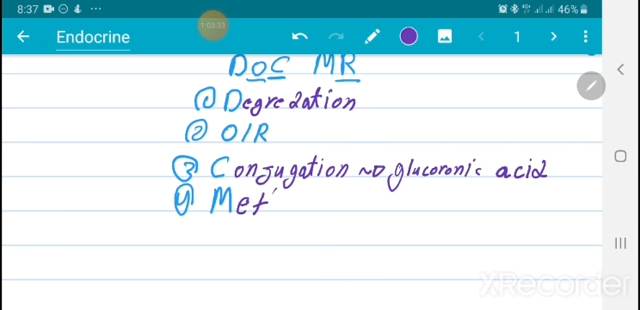 8:37 46%
1:03:33
Endocrine 1
DOC MR
① Degredation
② O/R
③ Conjugation ~> glucoronic acid
④ Met
XRecorder